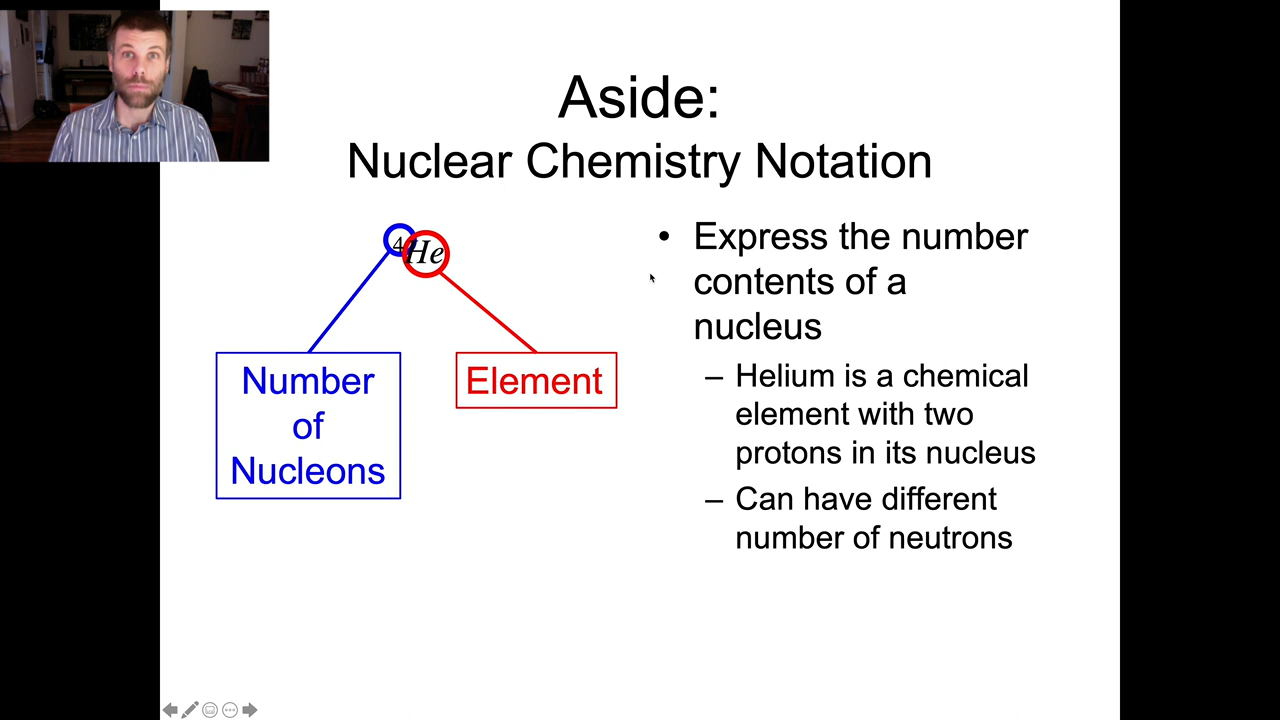 Aside:
Nuclear Chemistry Notation
4He
Number
of
Nucleons
Element
• Express the number
contents of a
nucleus
– Helium is a chemical
element with two
protons in its nucleus
– Can have different
number of neutrons